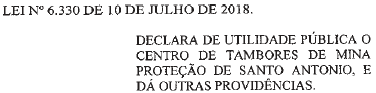 LEI Nº 6.330 DE 10 DE JULHO DE 2018.
DECLARA DE UTILIDADE PÚBLICA O
CENTRO DE TAMBORES DE MINA
PROTEÇÃO DE SANTO ANTONIO, E
DÁ OUTRAS PROVIDÊNCIAS.